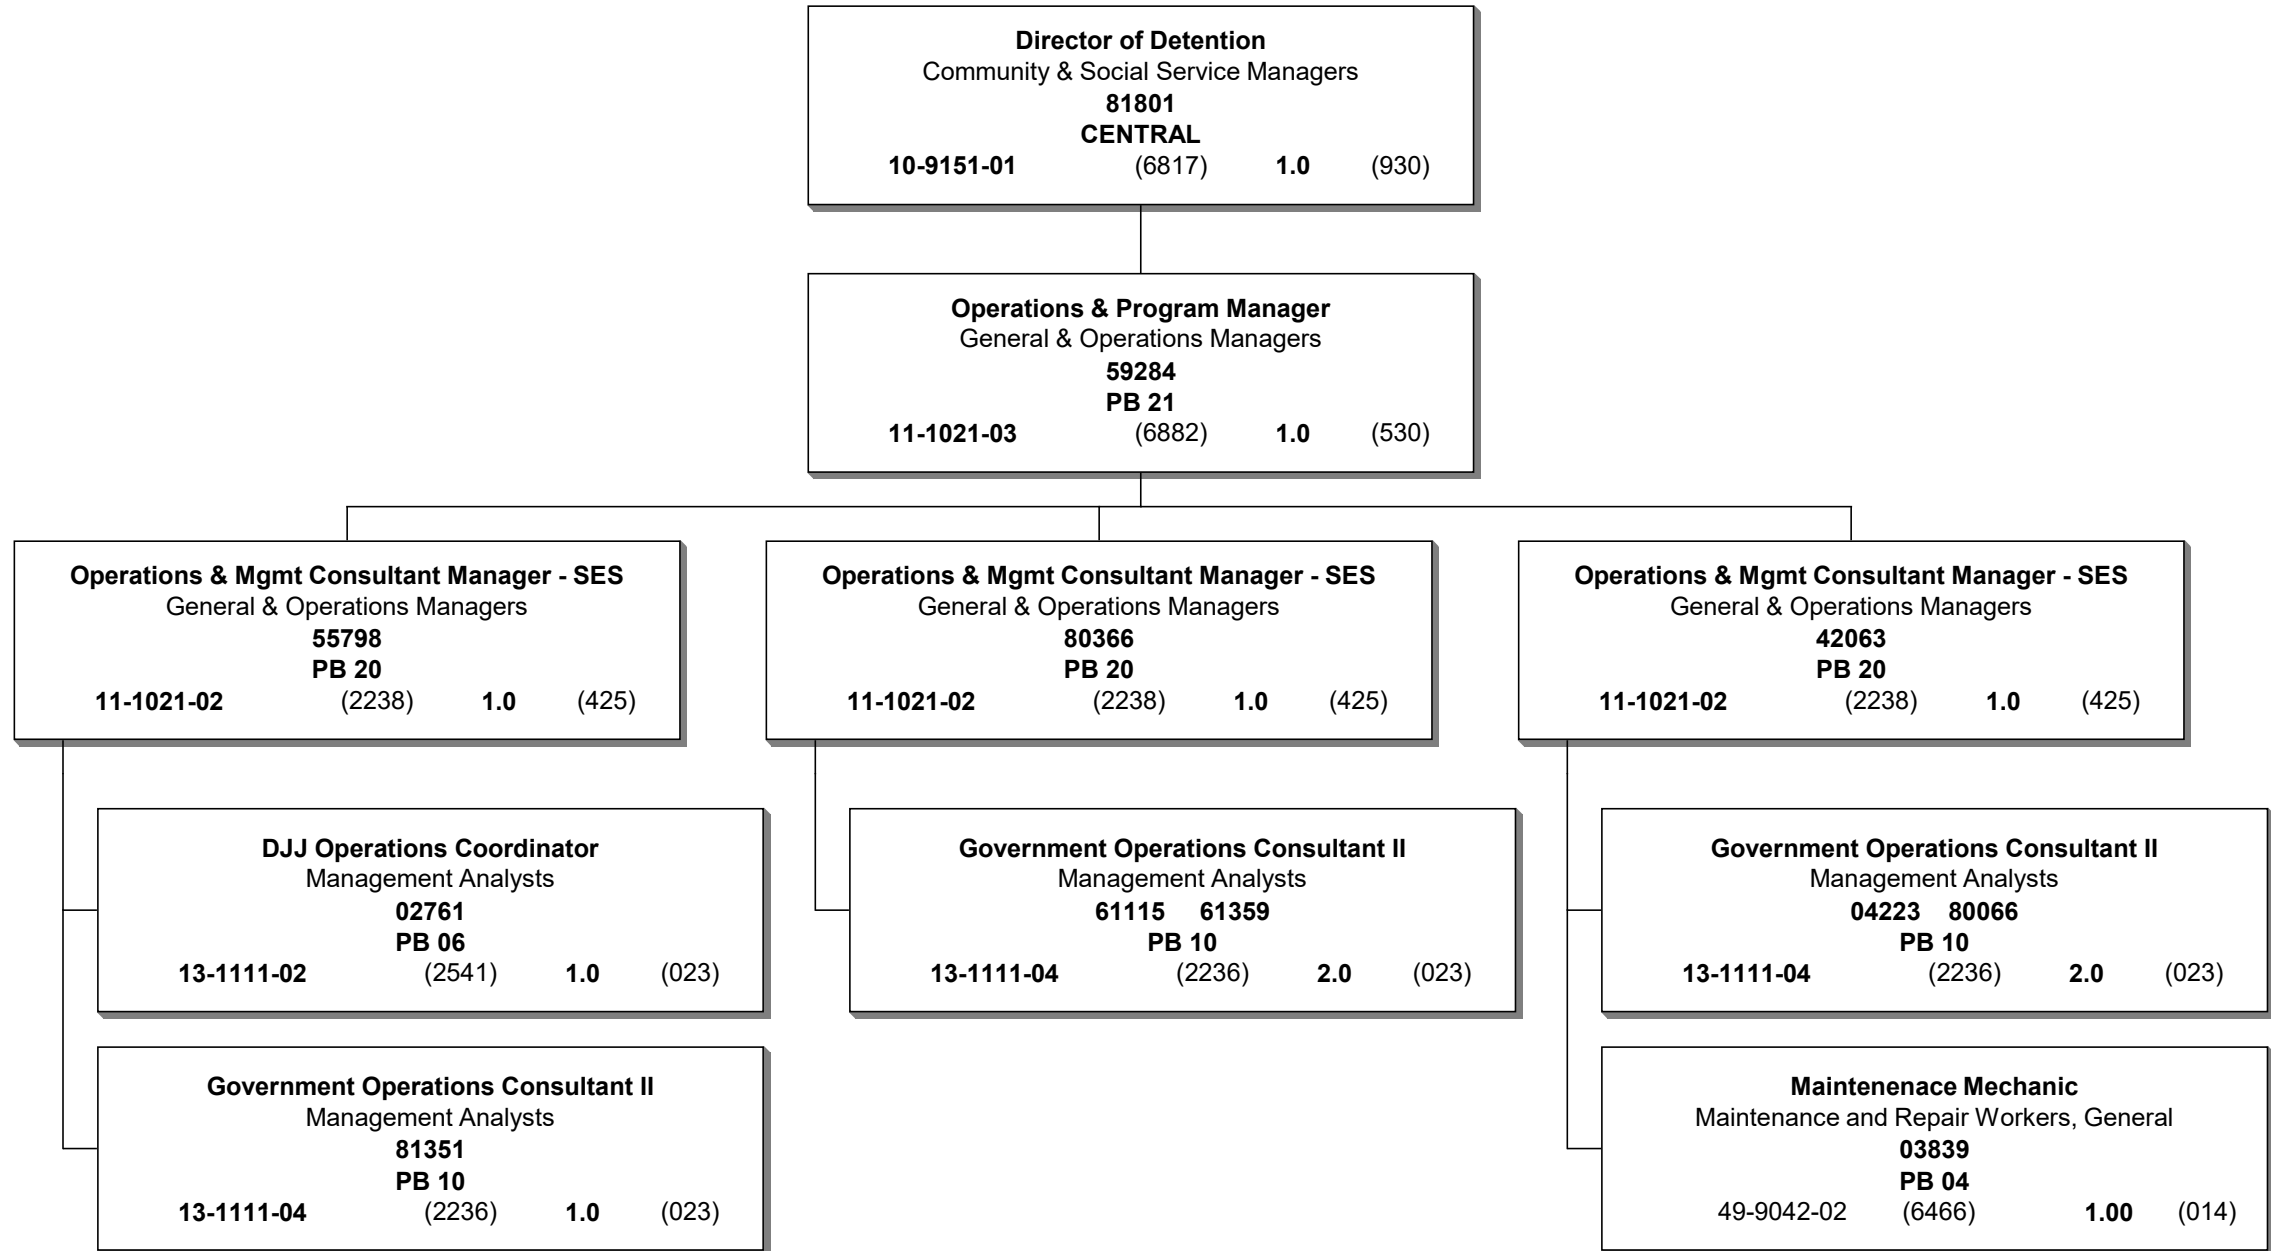 Director of Detention
Community & Social Service Managers
81801
CENTRAL
10-9151-01 (6817) 1.0 (930)
Operations & Program Manager
General & Operations Managers
59284
PB 21
11-1021-03 (6882) 1.0 (530)
Operations & Mgmt Consultant Manager - SES
General & Operations Managers
55798
PB 20
11-1021-02 (2238) 1.0 (425)
Operations & Mgmt Consultant Manager - SES
General & Operations Managers
80366
PB 20
11-1021-02 (2238) 1.0 (425)
Operations & Mgmt Consultant Manager - SES
General & Operations Managers
42063
PB 20
11-1021-02 (2238) 1.0 (425)
DJJ Operations Coordinator
Management Analysts
02761
PB 06
13-1111-02 (2541) 1.0 (023)
Government Operations Consultant II
Management Analysts
61115 61359
PB 10
13-1111-04 (2236) 2.0 (023)
Government Operations Consultant II
Management Analysts
04223 80066
PB 10
13-1111-04 (2236) 2.0 (023)
Government Operations Consultant II
Management Analysts
81351
PB 10
13-1111-04 (2236) 1.0 (023)
Maintenenace Mechanic
Maintenance and Repair Workers, General
03839
PB 04
49-9042-02 (6466) 1.00 (014)